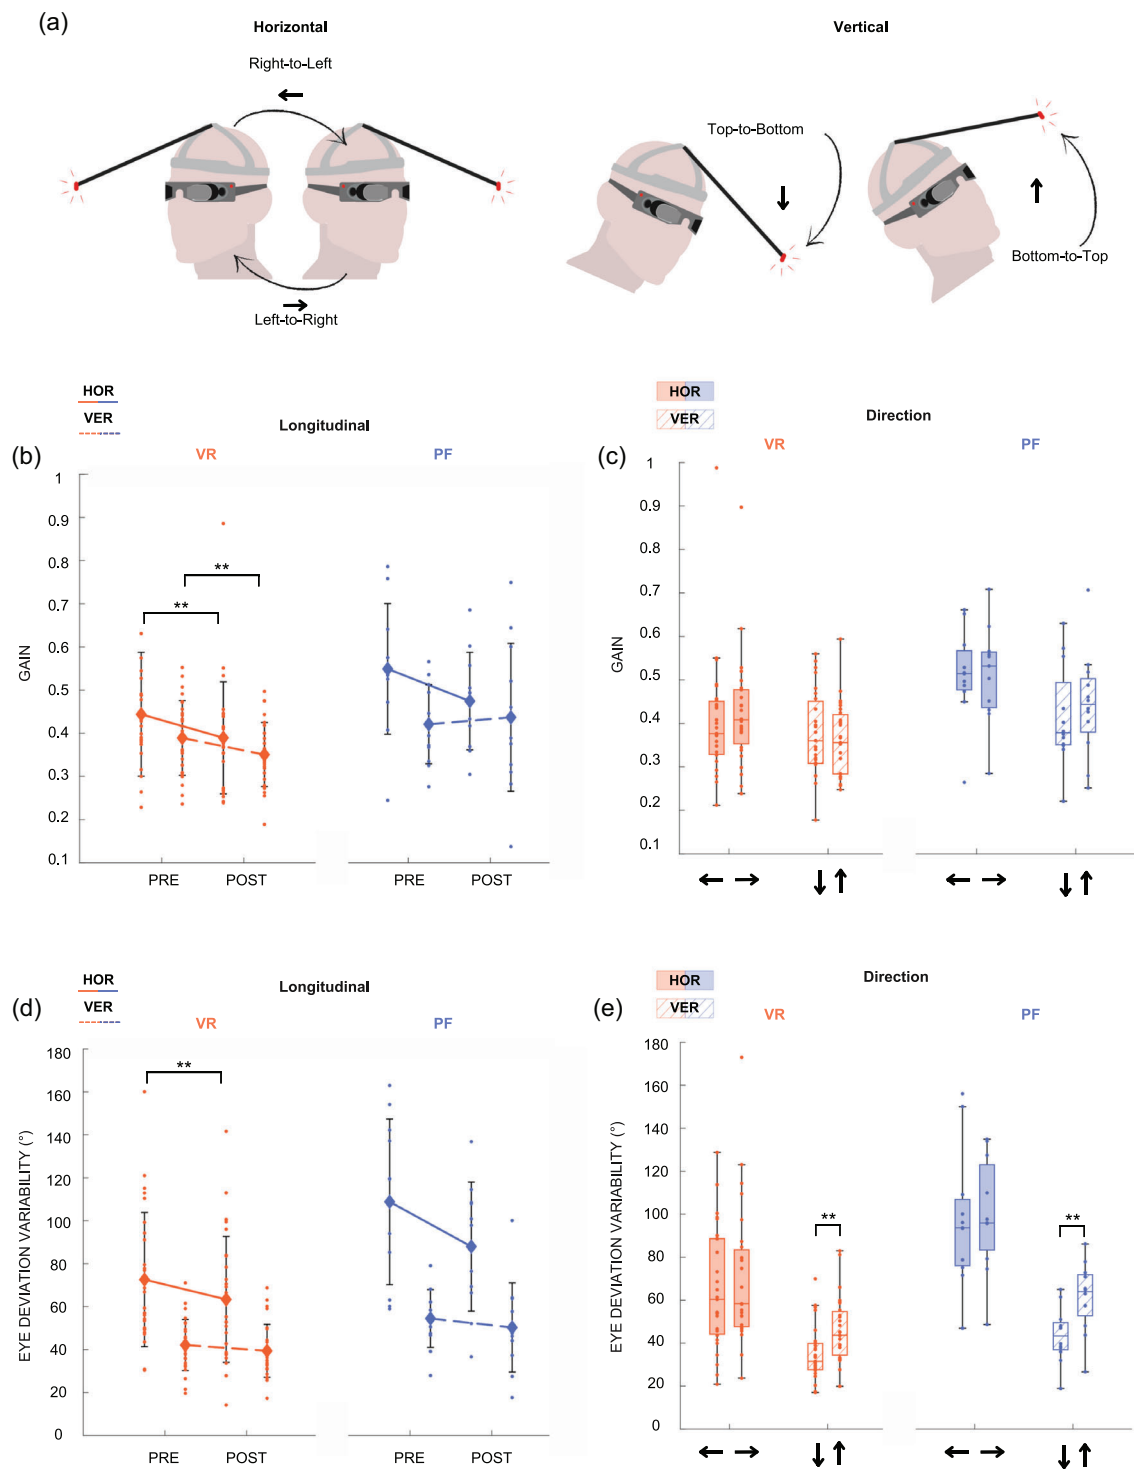 (a)
Horizontal
Vertical
Right-to-Left
Top-to-Bottom
Bottom-to-Top
Left-to-Right
HOR
VER
Longitudinal
VR
PF
(b)
GAIN
1
0.9
0.8
0.7
0.6
0.5
0.4
0.3
0.2
0.1
**
**
PRE
POST
PRE
POST
HOR
VER
Direction
VR
PF
(c)
GAIN
1
0.9
0.8
0.7
0.6
0.5
0.4
0.3
0.2
0.1
HOR
VER
Longitudinal
VR
PF
(d)
EYE DEVIATION VARIABILITY (°)
180
160
140
120
100
80
60
40
20
0
**
PRE
POST
PRE
POST
HOR
VER
Direction
VR
PF
(e)
EYE DEVIATION VARIABILITY (°)
180
160
140
120
100
80
60
40
20
0
**
**